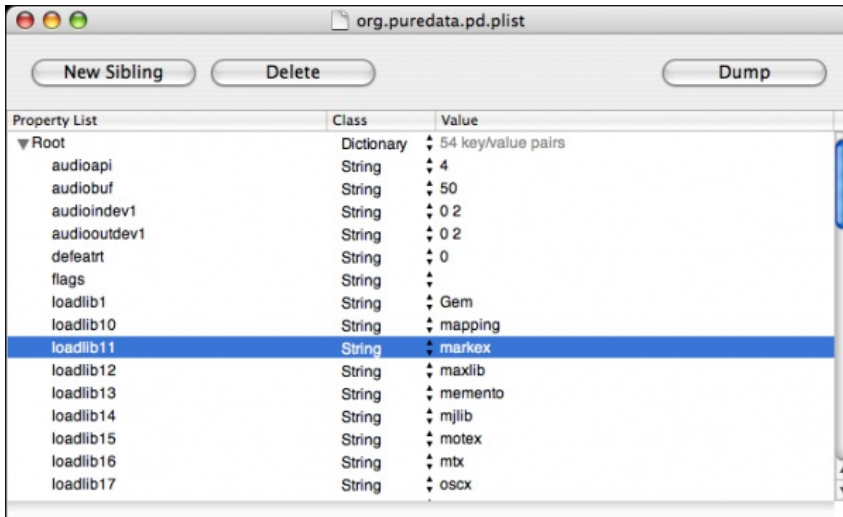 org.puredata.pd.plist
New Sibling Delete Dump
Property List Class Value
Root Dictionary 54 key/value pairs
audioapi String 4
audiobuf String 50
audioindev1 String 0 2
audiooutdev1 String 0 2
defeatrt String 0
flags String
loadlib1 String Gem
loadlib10 String mapping
loadlib11 String markex
loadlib12 String maxlib
loadlib13 String memento
loadlib14 String mjlib
loadlib15 String motex
loadlib16 String mtx
loadlib17 String oscx